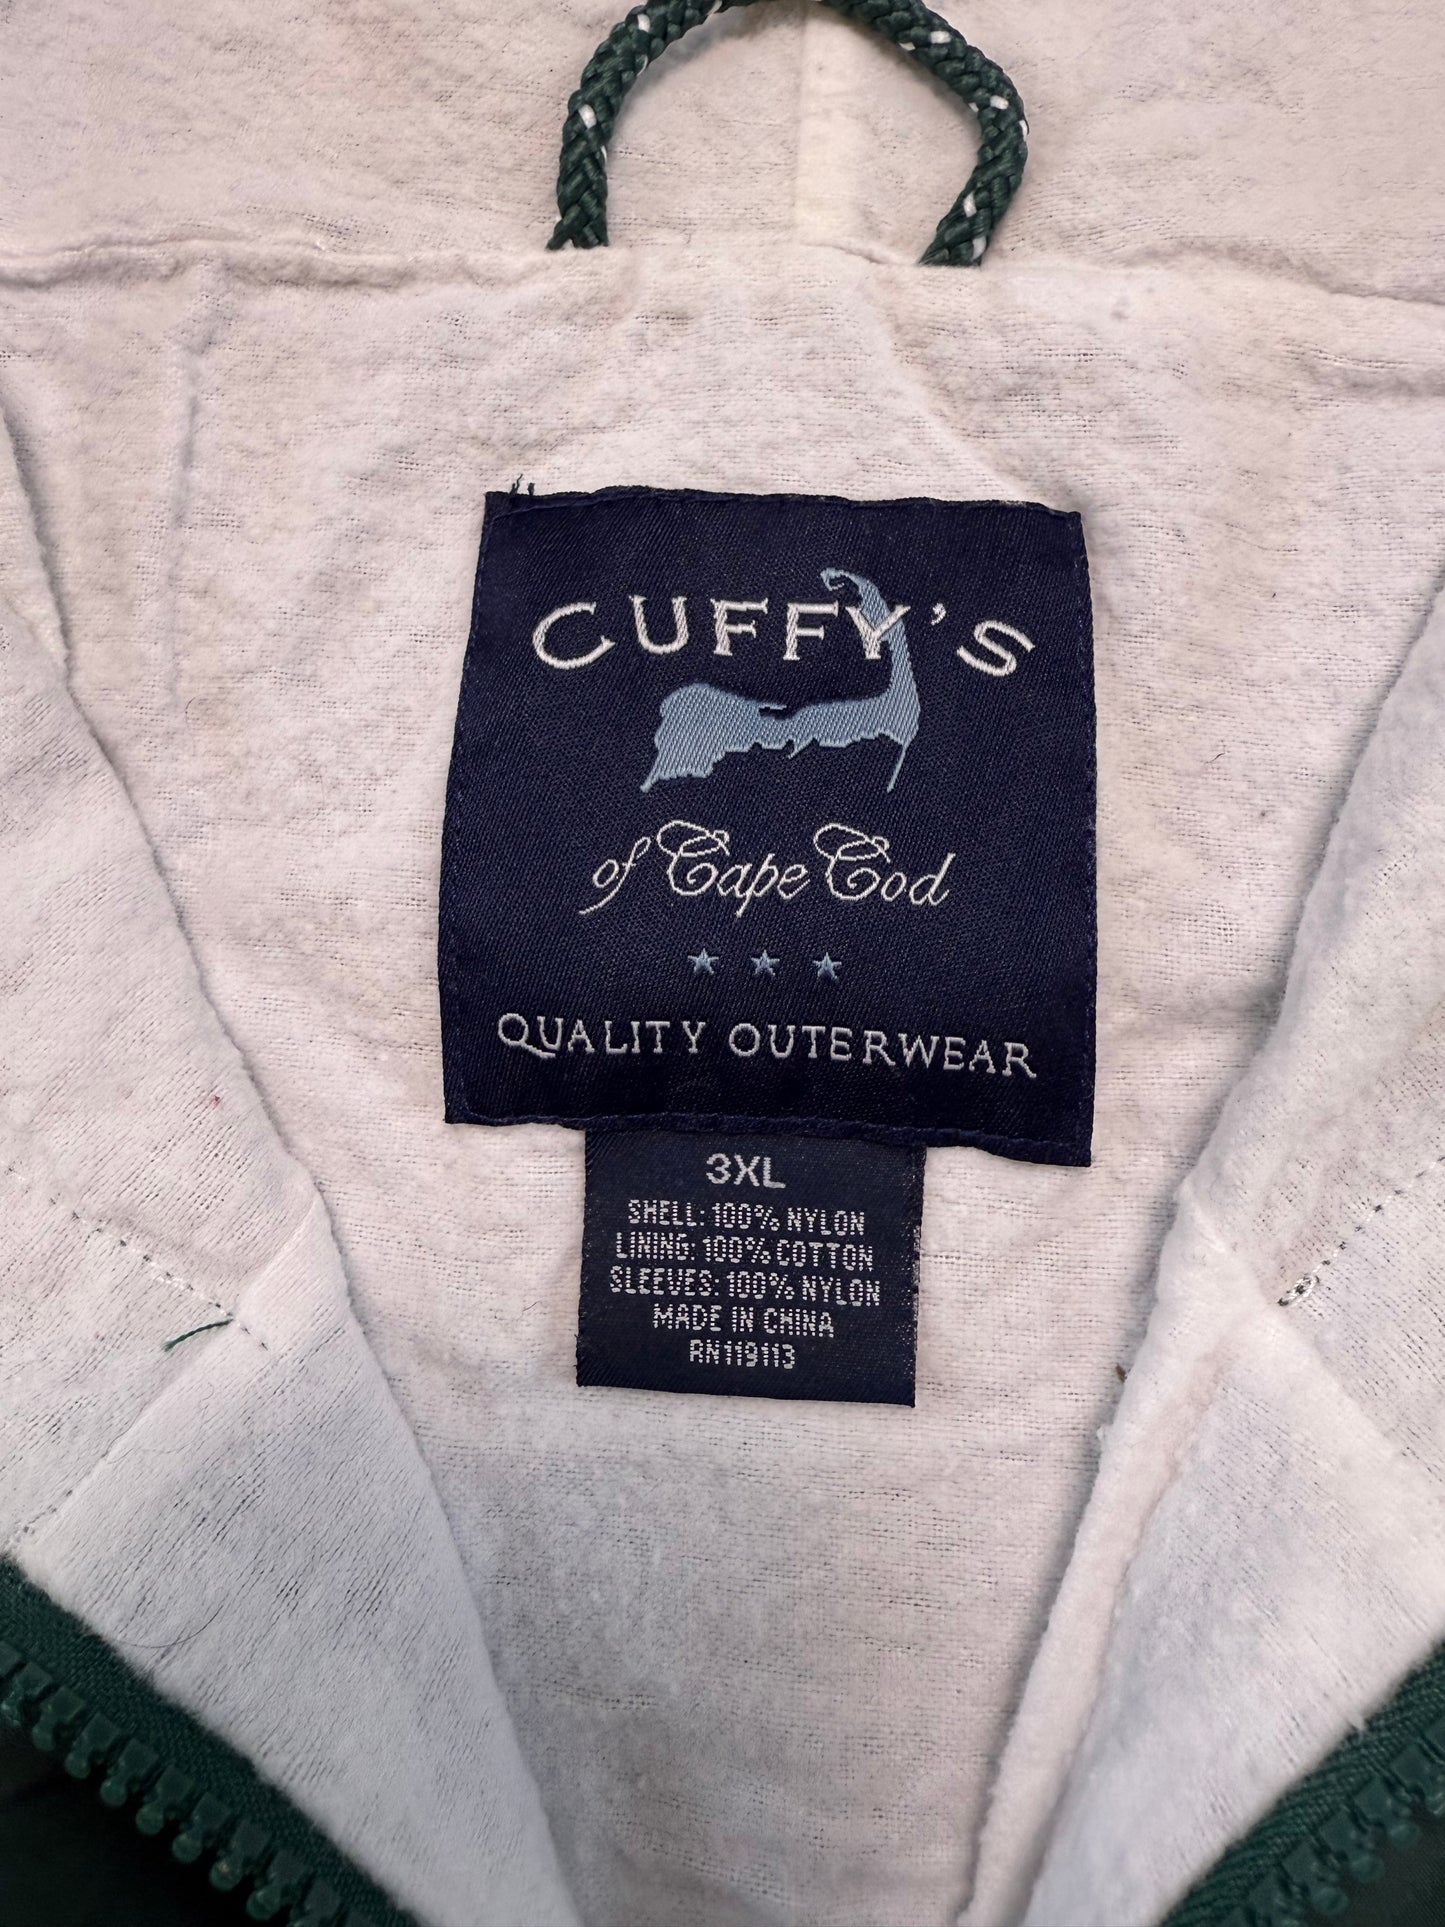 CUFFY'S
of Cape Cod
★ ★ ★
QUALITY OUTERWEAR
3XL
SHELL: 100% NYLON
LINING: 100% COTTON
SLEEVES: 100% NYLON
MADE IN CHINA
RN119113